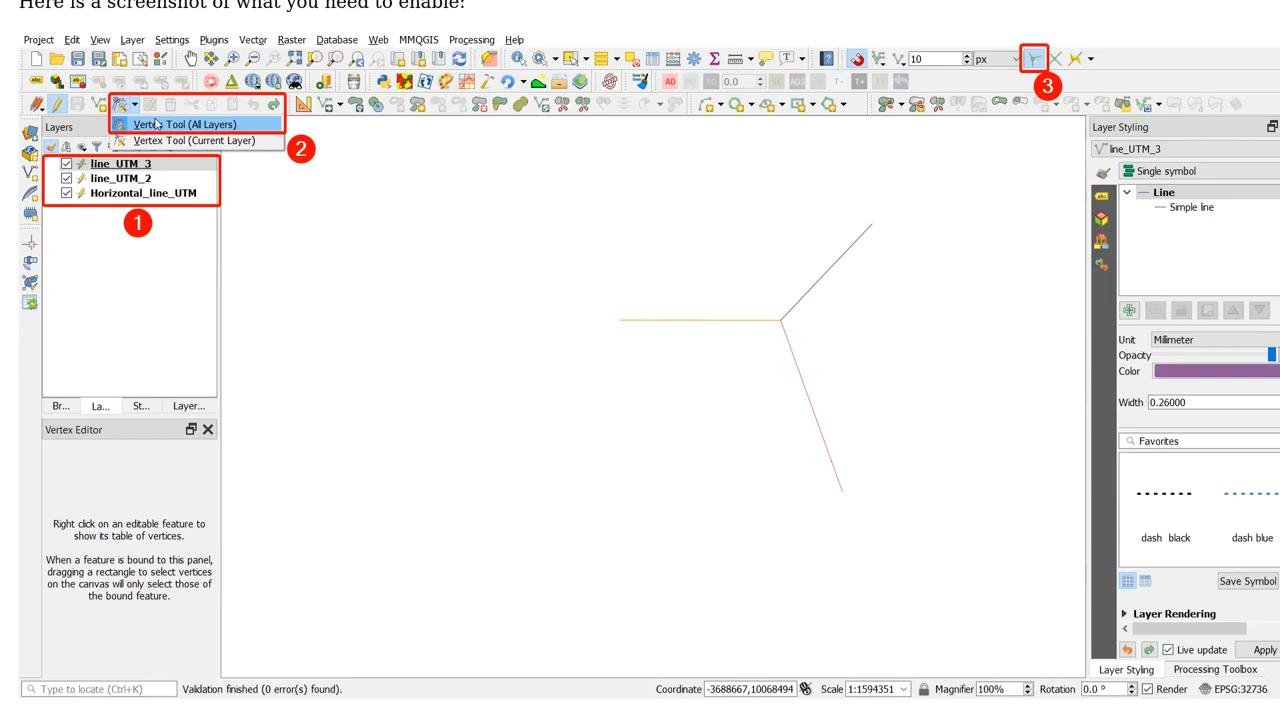 Here is a screenshot of what you need to enable:
Project Edit View Layer Settings Plugins Vector Raster Database Web MMQGIS Processing Help
10 px
0.0
3
Layers
Vertex Tool (All Layers)
Vertex Tool (Current Layer)
2
line_UTM_3
line_UTM_2
Horizontal_line_UTM
1
Br... La... St... Layer...
Vertex Editor
Right click on an editable feature to
show its table of vertices.
When a feature is bound to this panel,
dragging a rectangle to select vertices
on the canvas will only select those of
the bound feature.
Layer Styling
line_UTM_3
Single symbol
Line
Simple line
Unit Millimeter
Opacity
Color
Width 0.26000
Favorites
dash black dash blue
Save Symbol
Layer Rendering
Live update Apply
Layer Styling Processing Toolbox
Type to locate (Ctrl+K) Validation finished (0 error(s) found). Coordinate -3688667,10068494 Scale 1:1594351 Magnifier 100% Rotation 0.0 ° Render EPSG:32736